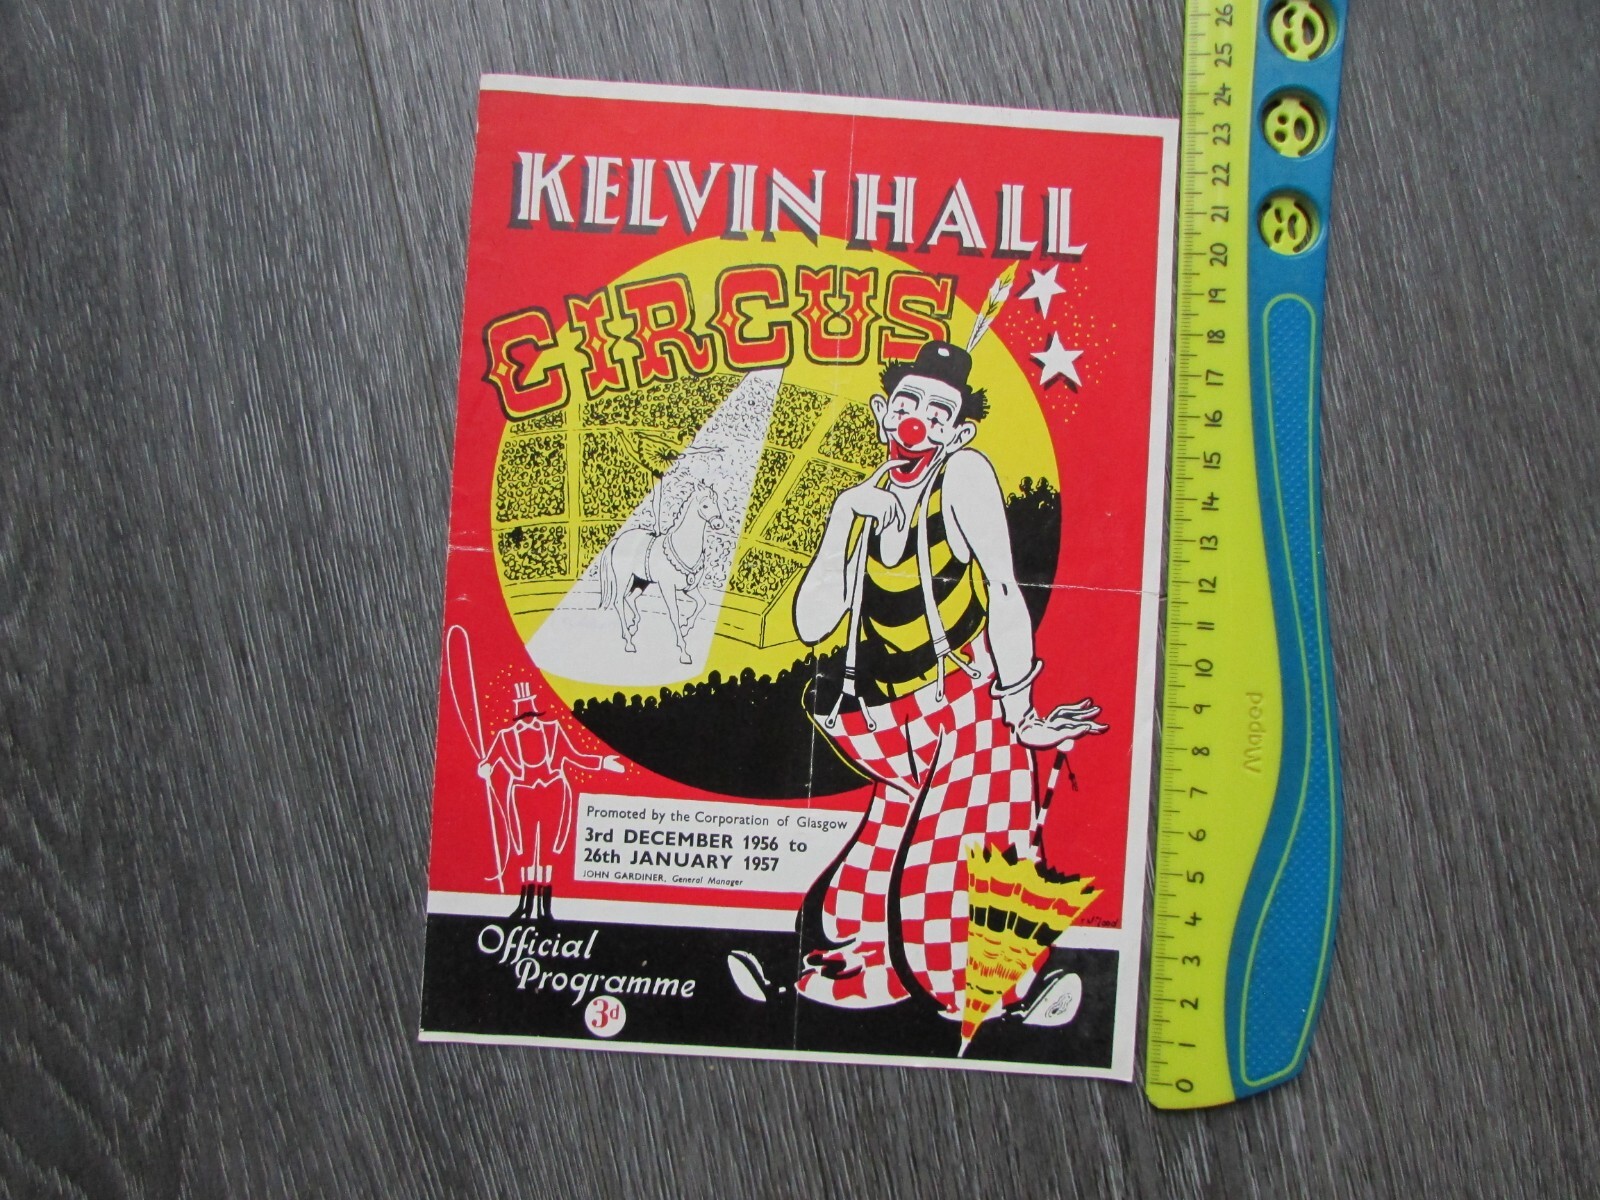 KELVIN HALL
CIRCUS
Promoted by the Corporation of Glasgow
3rd DECEMBER 1956 to
26th JANUARY 1957
JOHN GARDINER, General Manager
Official
Programme
3d
26
25
24
23
22
21
20
19
18
17
16
15
14
13
12
11
10
9
8
7
6
5
4
3
2
1
0
Maped